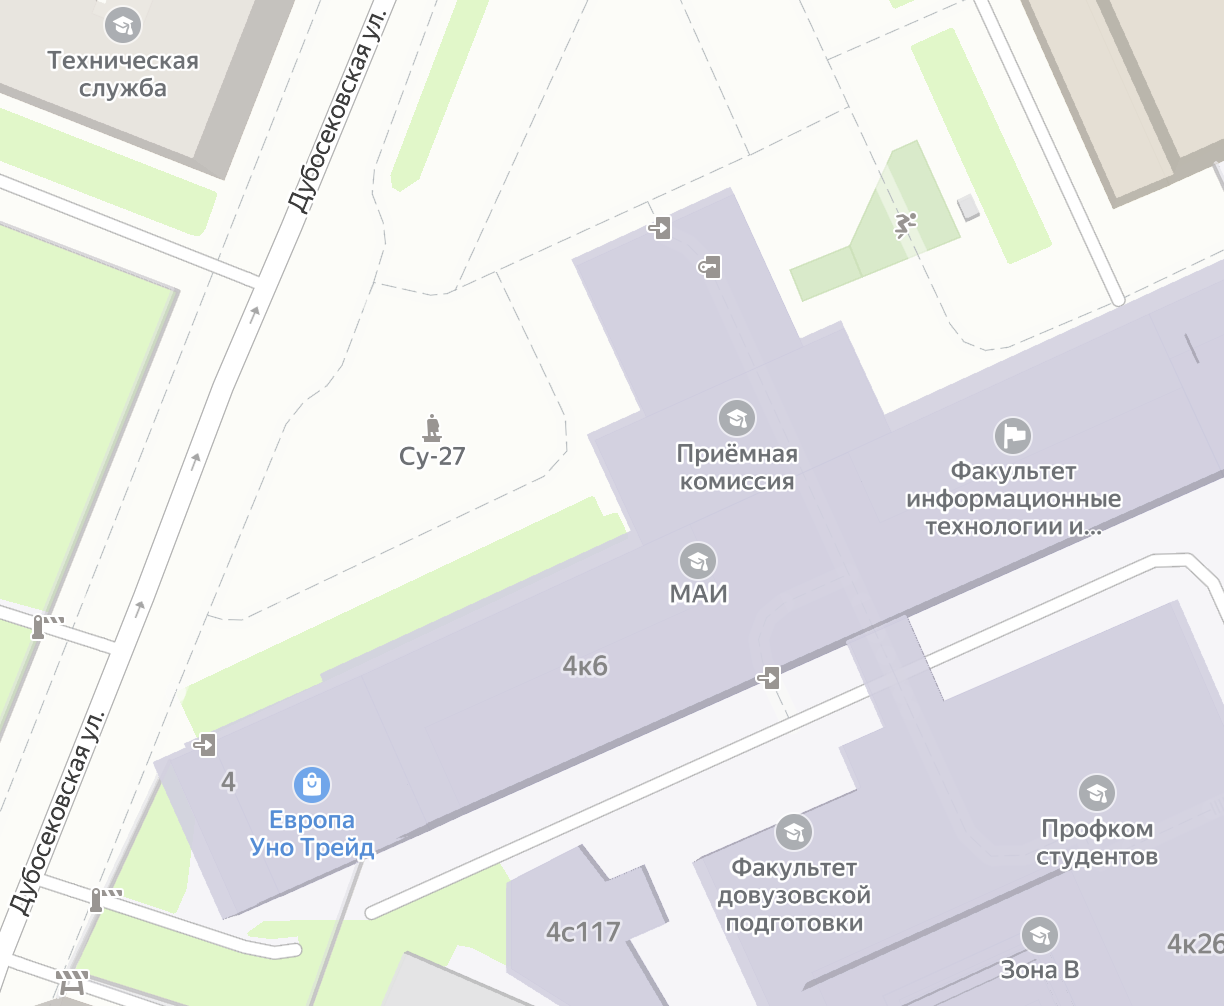 Техническая
служба
Дубосековская ул.
Су-27
Приёмная
комиссия
Факультет
информационные
технологии и...
МАИ
4к6
4
Европа
Уно Трейд
Дубосековская ул.
Профком
студентов
Факультет
довузовской
подготовки
4с117
Зона В
4к26